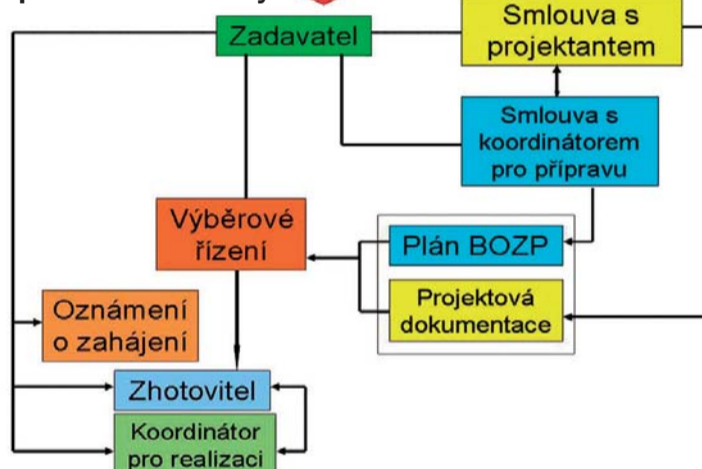 Zadavatel
Smlouva s
projektantem
Smlouva s
koordinátorem
pro přípravu
Výběrové
řízení
Plán BOZP
Projektová
dokumentace
Oznámení
o zahájení
Zhotovitel
Koordinátor
pro realizaci